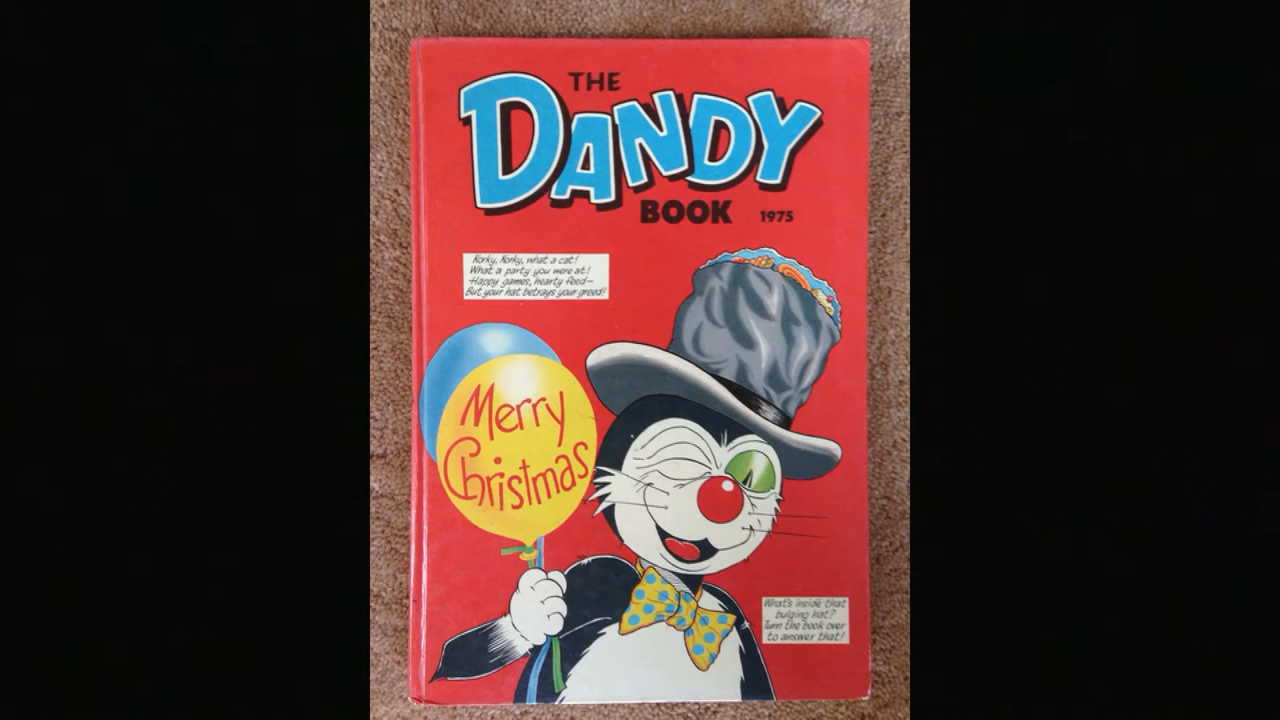 THE
DANDY
BOOK 1975
Korky, Korky, what a cat!
What a party you were at!
Happy games, hearty feed—
But your hat betrays your greed!
Merry
Christmas
What's inside that
bulging hat?
Turn the book over
to answer that!